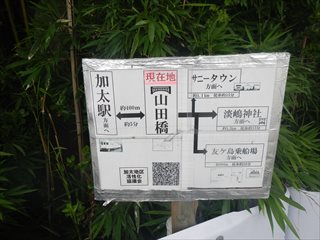 加太駅
方面へ
約400m
約5分
現在地
山田橋
サニータウン
方面へ
淡嶋神社
方面へ
友ケ島乗船場
方面へ
加太地区
活性化
協議会